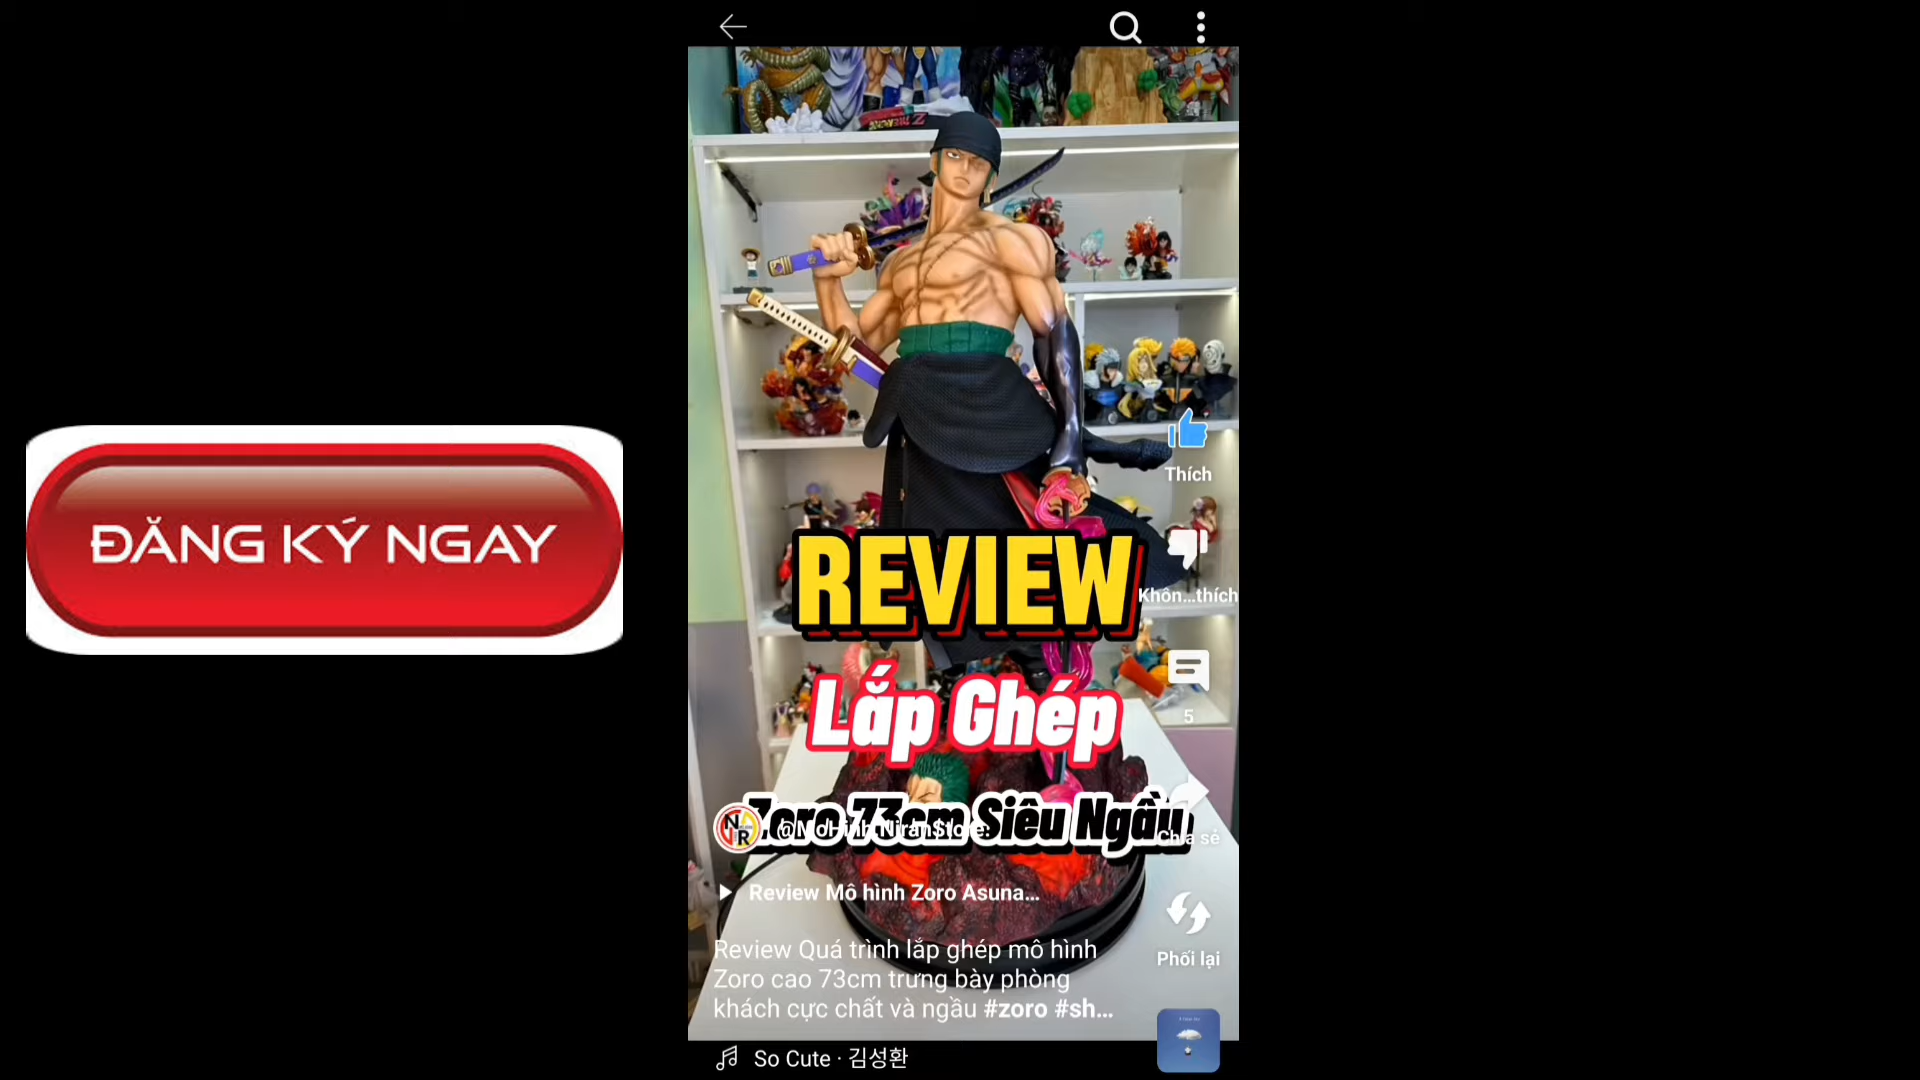 ĐĂNG KÝ NGAY
Thích
REVIEW
Khôn...thích
Lắp Ghép
5
Zoro 73cm Siêu Ngầu
@MoHinhNiranStore.
Chia sẻ
Review Mô hình Zoro Asuna...
Review Quá trình lắp ghép mô hình
Zoro cao 73cm trưng bày phòng
khách cực chất và ngầu #zoro #sh...
Phối lại
So Cute · 김성환